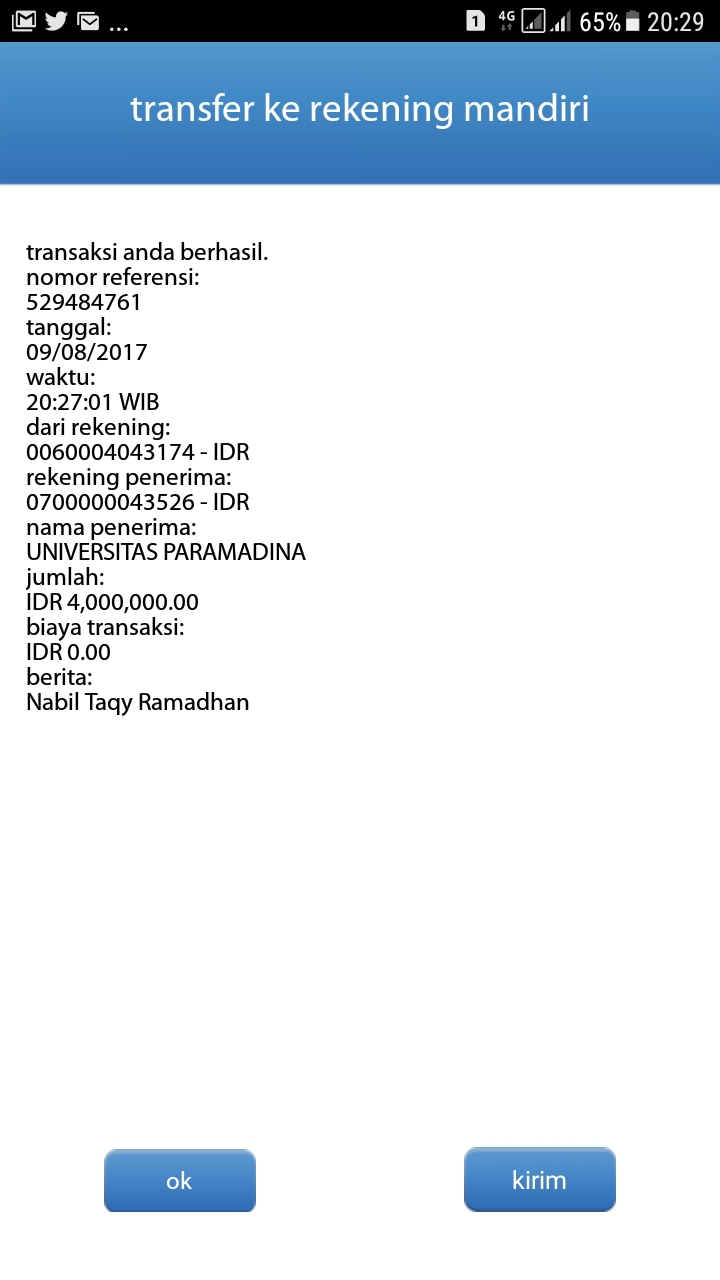 1 4G 65% 20:29
transfer ke rekening mandiri
transaksi anda berhasil.
nomor referensi:
529484761
tanggal:
09/08/2017
waktu:
20:27:01 WIB
dari rekening:
0060004043174 - IDR
rekening penerima:
0700000043526 - IDR
nama penerima:
UNIVERSITAS PARAMADINA
jumlah:
IDR 4,000,000.00
biaya transaksi:
IDR 0.00
berita:
Nabil Taqy Ramadhan
ok
kirim